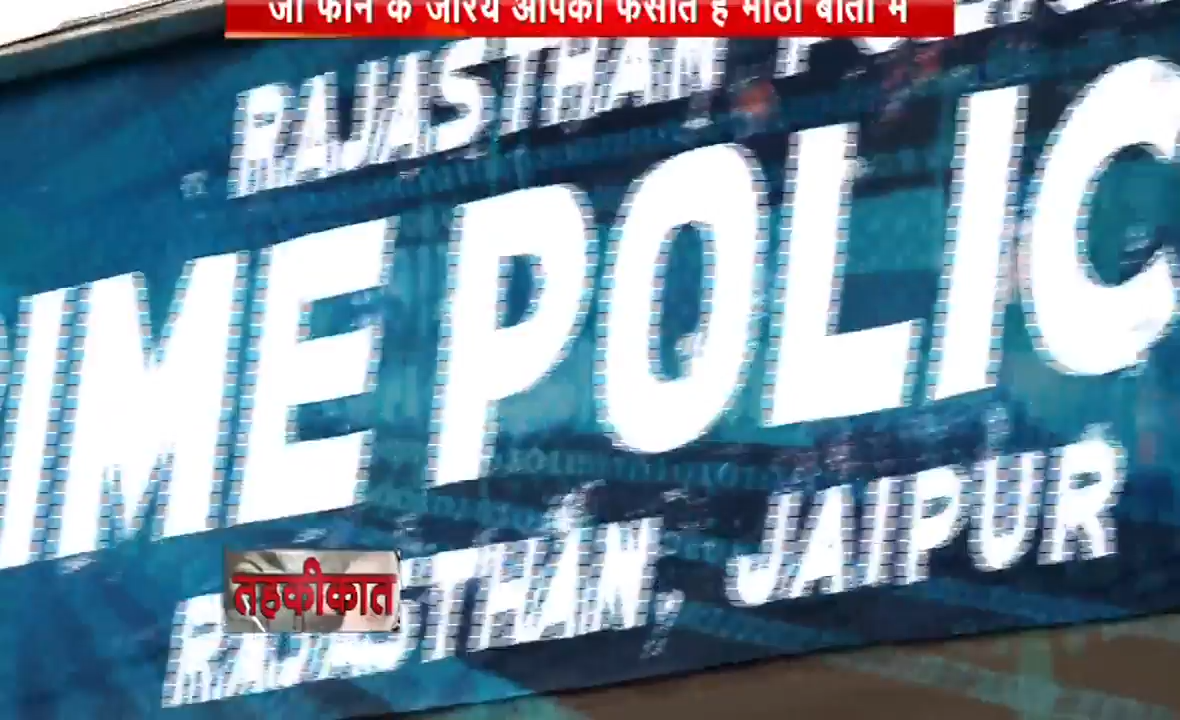 जो फोन के जरिये आपको फंसाते हैं मीठी बातों में
RAJASTHAN
IME POLIC
RAJASTHAN, JAIPUR
तहकीकात